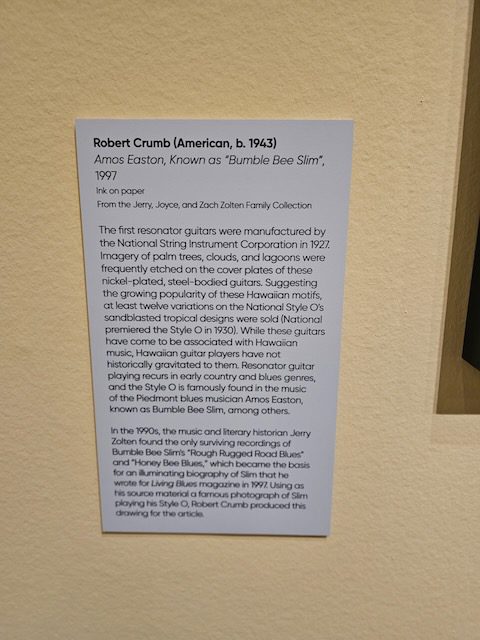 Robert Crumb (American, b. 1943)
Amos Easton, Known as "Bumble Bee Slim",
1997
Ink on paper
From the Jerry, Joyce, and Zach Zolten Family Collection
The first resonator guitars were manufactured by
the National String Instrument Corporation in 1927.
Imagery of palm trees, clouds, and lagoons were
frequently etched on the cover plates of these
nickel-plated, steel-bodied guitars. Suggesting
the growing popularity of these Hawaiian motifs,
at least twelve variations on the National Style O's
sandblasted tropical designs were sold (National
premiered the Style O in 1930). While these guitars
have come to be associated with Hawaiian
music, Hawaiian guitar players have not
historically gravitated to them. Resonator guitar
playing recurs in early country and blues genres,
and the Style O is famously found in the music
of the Piedmont blues musician Amos Easton,
known as Bumble Bee Slim, among others.
In the 1990s, the music and literary historian Jerry
Zolten found the only surviving recordings of
Bumble Bee Slim's "Rough Rugged Road Blues"
and "Honey Bee Blues," which became the basis
for an illuminating biography of Slim that he
wrote for Living Blues magazine in 1997. Using as
his source material a famous photograph of Slim
playing his Style O, Robert Crumb produced this
drawing for the article.